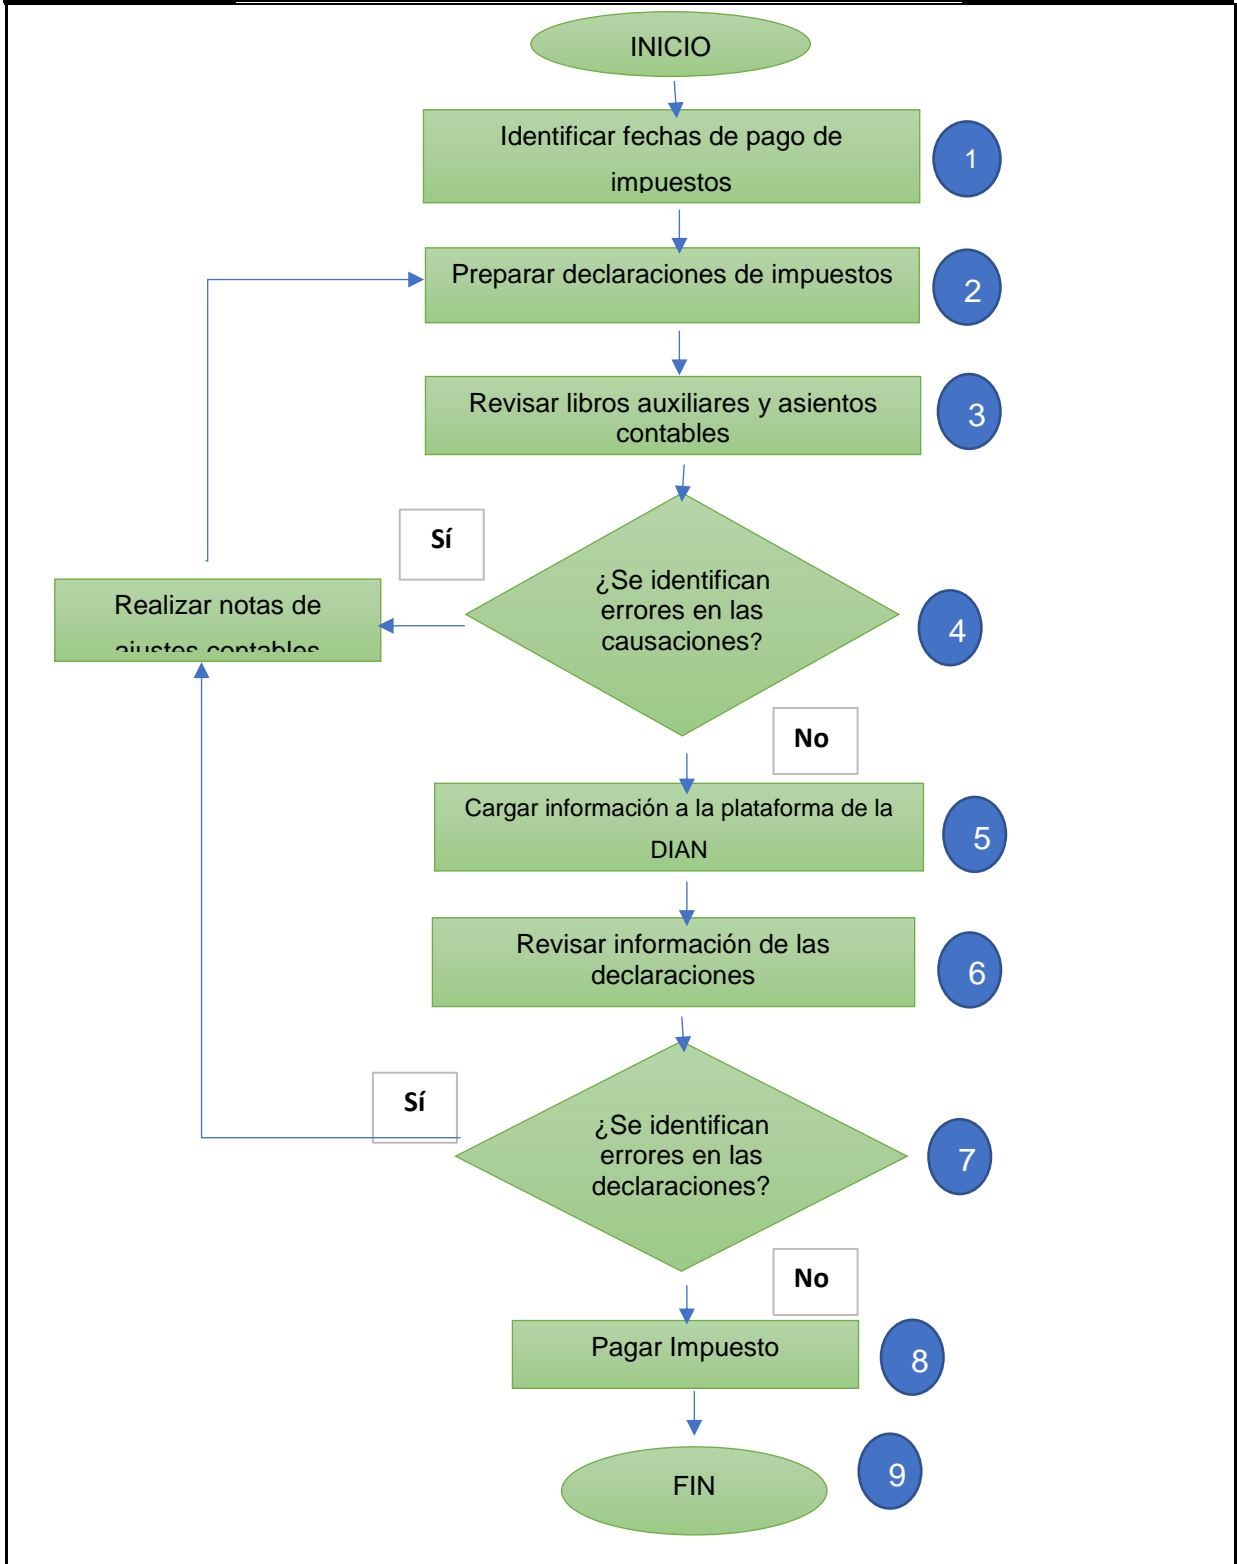 INICIO
Identificar fechas de pago de
impuestos
1
Preparar declaraciones de impuestos
2
Revisar libros auxiliares y asientos
contables
3
Sí
¿Se identifican
errores en las
causaciones?
4
Realizar notas de
ajustes contables
No
Cargar información a la plataforma de la
DIAN
5
Revisar información de las
declaraciones
6
Sí
¿Se identifican
errores en las
declaraciones?
7
No
Pagar Impuesto
8
FIN
9